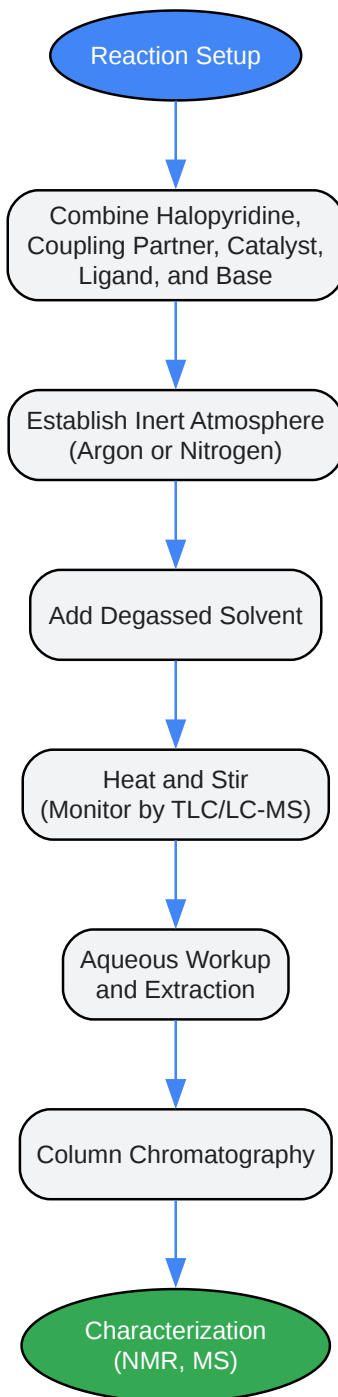 Reaction Setup
Combine Halopyridine,
Coupling Partner, Catalyst,
Ligand, and Base
Establish Inert Atmosphere
(Argon or Nitrogen)
Add Degassed Solvent
Heat and Stir
(Monitor by TLC/LC-MS)
Aqueous Workup
and Extraction
Column Chromatography
Characterization
(NMR, MS)